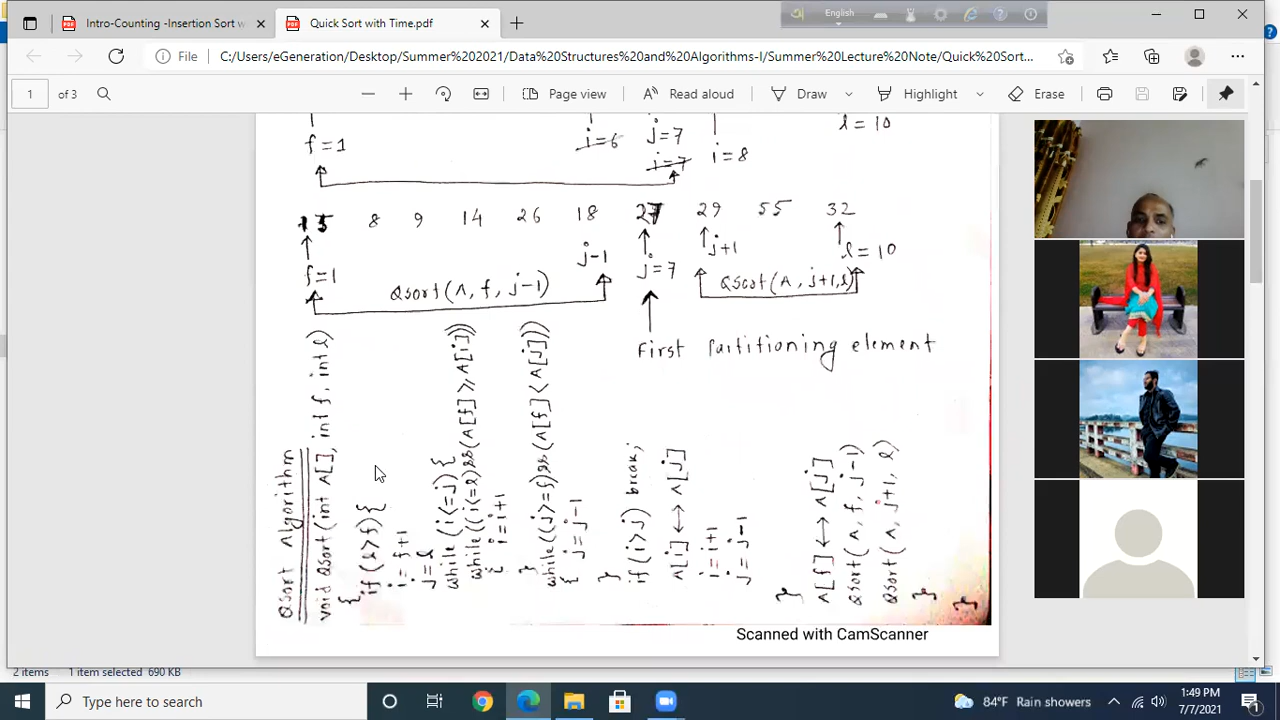 Intro-Counting -Insertion Sort w
Quick Sort with Time.pdf
English
File
C:/Users/eGeneration/Desktop/Summer%202021/Data%20Structures%20and%20Algorithms-I/Summer%20Lecture%20Note/Quick%20Sort...
1 of 3
Page view
Read aloud
Draw
Highlight
Erase
f=1
i=6
j=7
l=10
i=7
i=8
15 8 9 14 26 18 27 29 55 32
j-1
j+1
f=1
j=7
l=10
Qsort(A, f, j-1)
Qsort(A, j+1, l)
First Partitioning element
Qsort Algorithm
void Qsort(int A[], int f, int l)
{
if (l>f) {
i=f+1
j=l
while (i<=j) {
while((i<=l)&&(A[f]≥A[i]))
{ i=i+1
}
while((j>=f)&&(A[f]<A[j]))
{ j=j-1
}
if(i>j) break;
A[i]↔A[j]
i=i+1
j=j-1
}
A[f]↔A[j]
Qsort(A, f, j-1)
Qsort(A, j+1, l)
}
}
Scanned with CamScanner
2 items 1 item selected 690 KB
Type here to search
84°F Rain showers
1:49 PM
7/7/2021
1